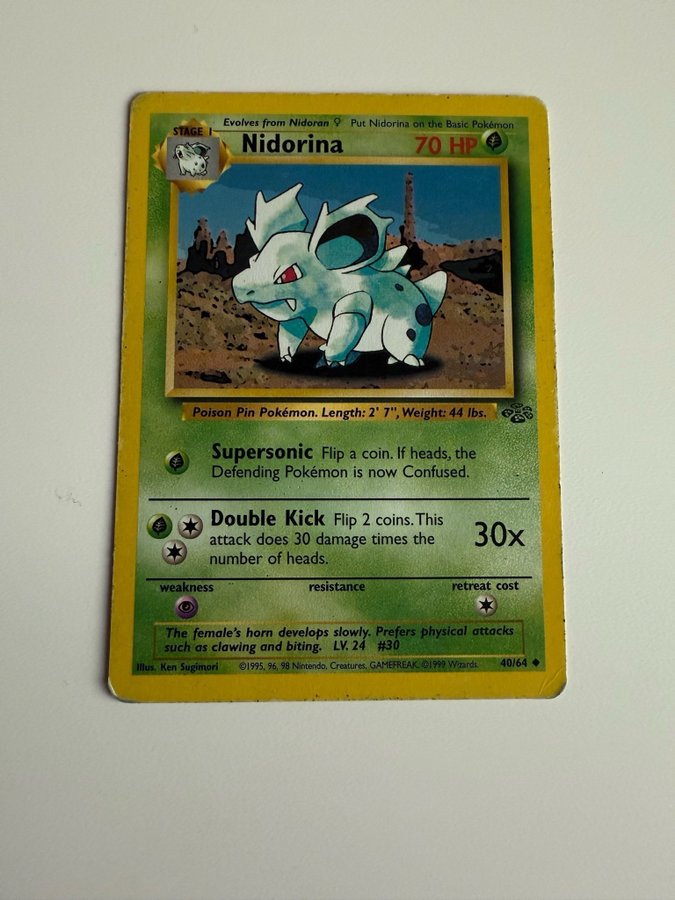 Evolves from Nidoran ♀ Put Nidorina on the Basic Pokémon
STAGE 1
Nidorina 70 HP
Poison Pin Pokémon. Length: 2' 7", Weight: 44 lbs.
Supersonic Flip a coin. If heads, the
Defending Pokémon is now Confused.
Double Kick Flip 2 coins. This
attack does 30 damage times the
number of heads.
30x
weakness resistance retreat cost
The female's horn develops slowly. Prefers physical attacks
such as clawing and biting. LV. 24 #30
Illus. Ken Sugimori ©1995, 96, 98 Nintendo, Creatures, GAMEFREAK. ©1999 Wizards. 40/64 ◆